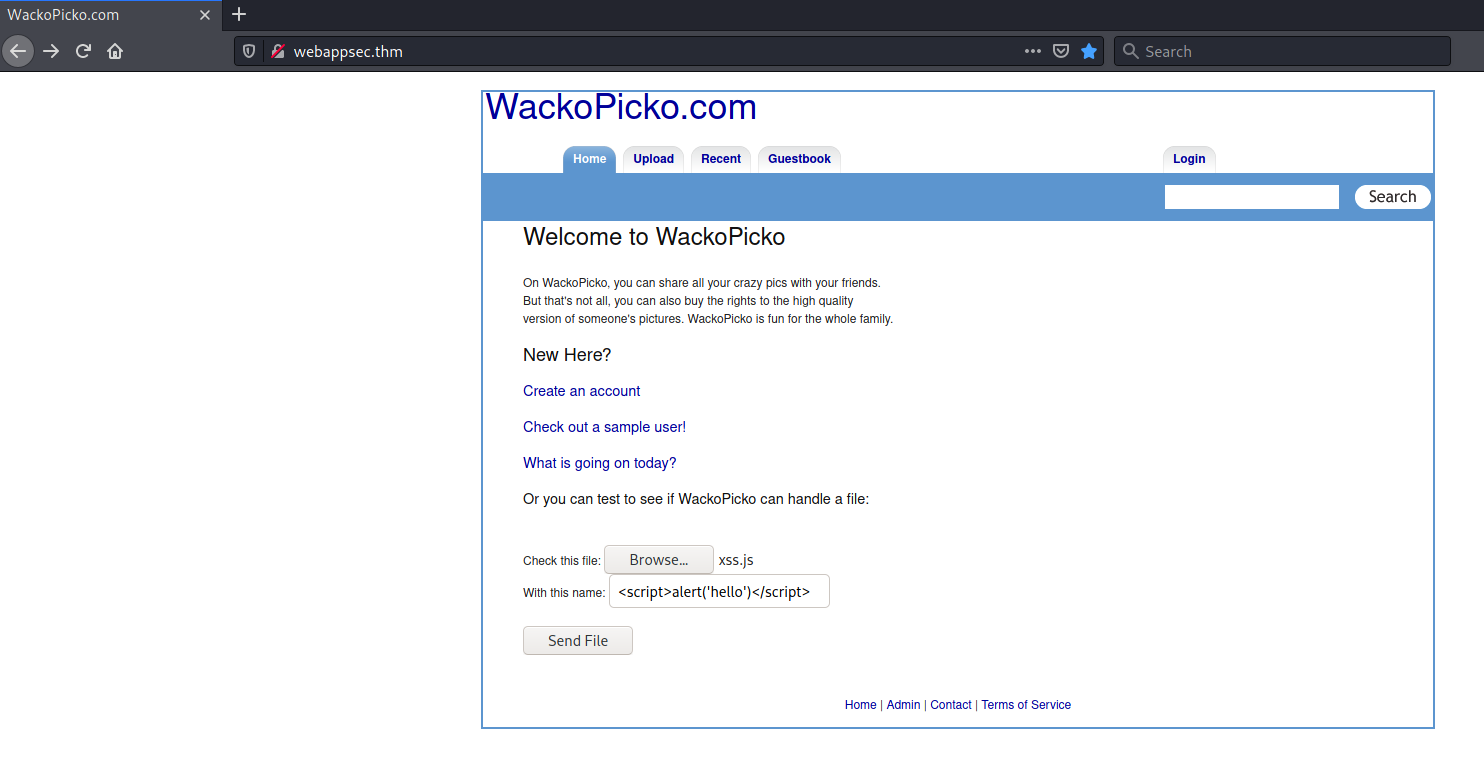 WackoPicko.com
webappsec.thm
Search
WackoPicko.com
Home Upload Recent Guestbook Login
Search
Welcome to WackoPicko
On WackoPicko, you can share all your crazy pics with your friends.
But that's not all, you can also buy the rights to the high quality
version of someone's pictures. WackoPicko is fun for the whole family.
New Here?
Create an account
Check out a sample user!
What is going on today?
Or you can test to see if WackoPicko can handle a file:
Check this file: Browse... xss.js
With this name: <script>alert('hello')</script>
Send File
Home | Admin | Contact | Terms of Service